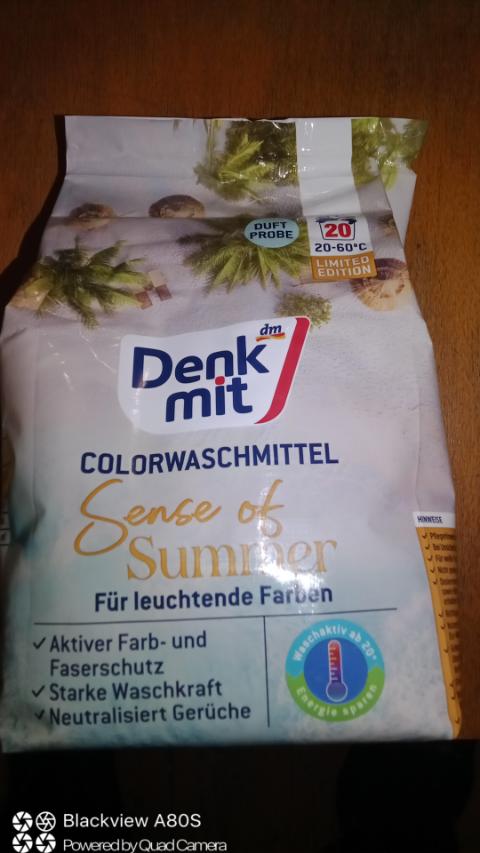 DUFT
PROBE
20
20-60°C
LIMITED
EDITION
dm
Denk
mit
COLORWASCHMITTEL
Sense of
Summer
Für leuchtende Farben
✓ Aktiver Farb- und
Faserschutz
✓ Starke Waschkraft
✓ Neutralisiert Gerüche
Waschaktiv ab 20°
Energie sparen
HINWEISE
Blackview A80S
Powered by Quad Camera